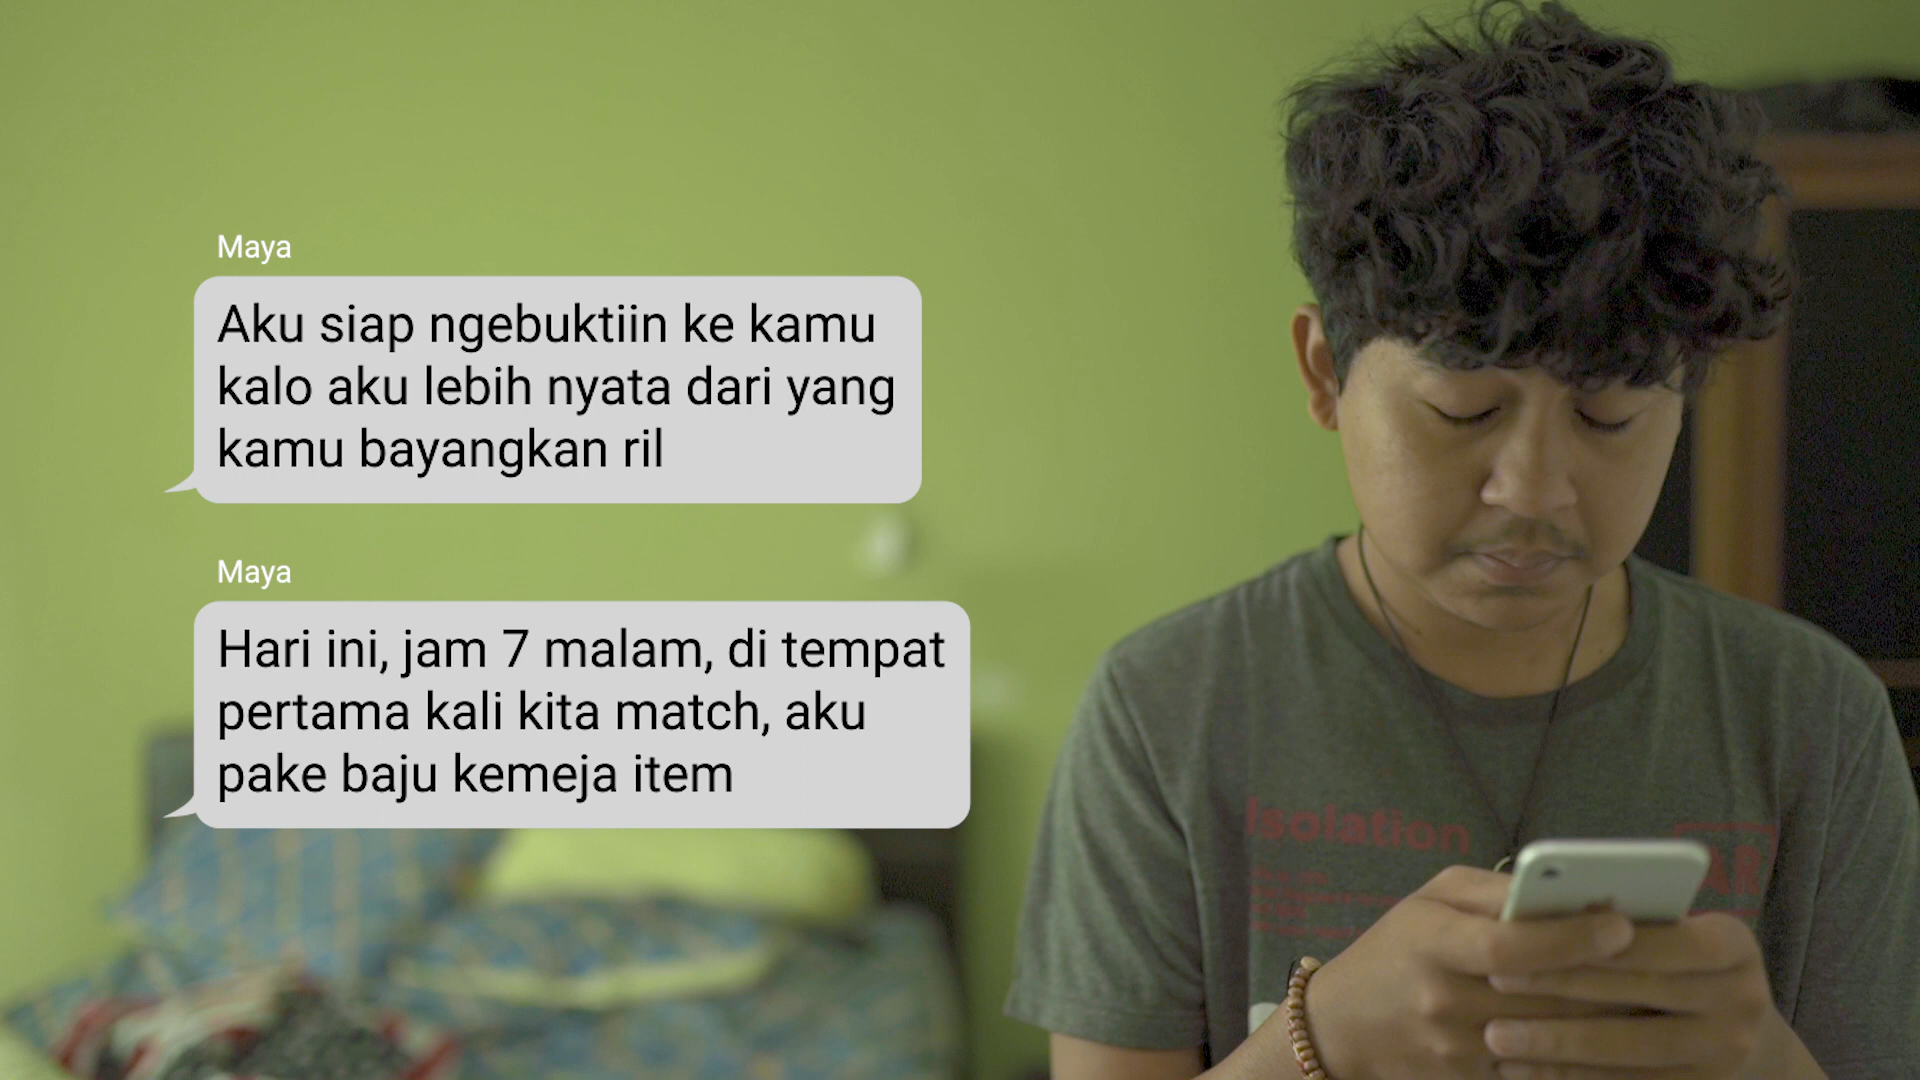 Maya
Aku siap ngebuktiin ke kamu
kalo aku lebih nyata dari yang
kamu bayangkan ril
Maya
Hari ini, jam 7 malam, di tempat
pertama kali kita match, aku
pake baju kemeja item
Isolation
AR